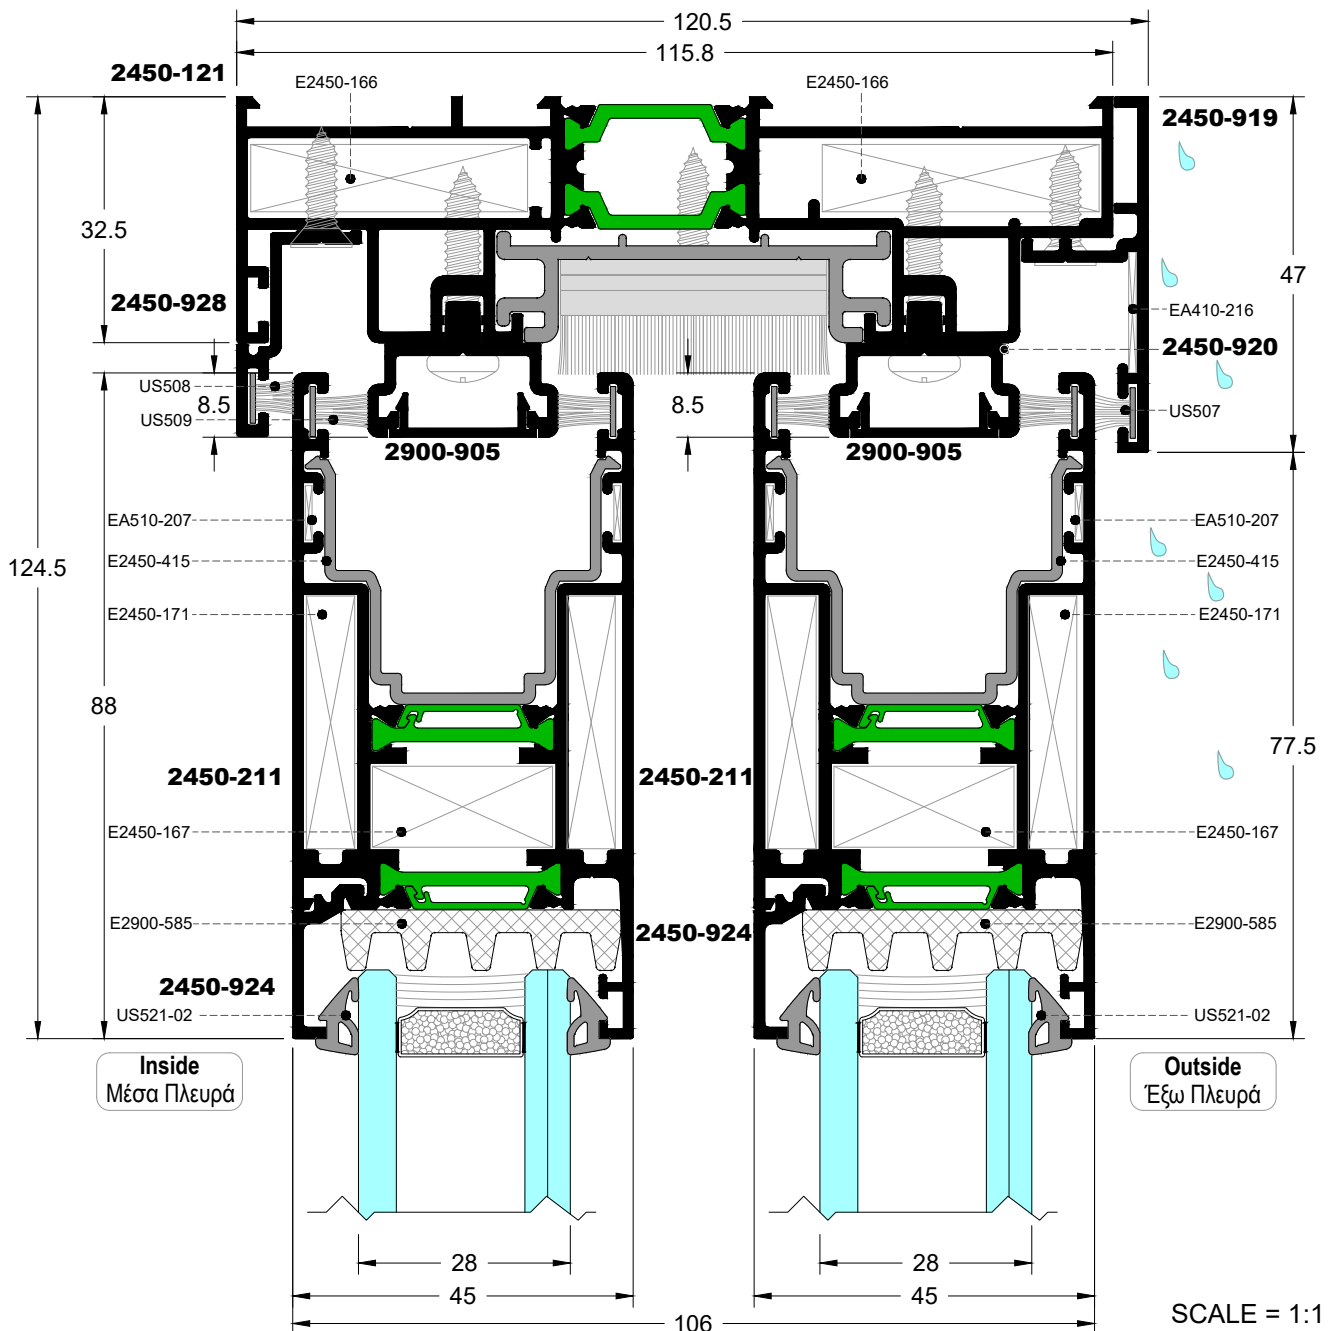 120.5
115.8
2450-121
E2450-166
E2450-166
2450-919
32.5
47
2450-928
EA410-216
2450-920
US508
8.5
8.5
US507
US509
2900-905
2900-905
EA510-207
EA510-207
E2450-415
E2450-415
124.5
E2450-171
E2450-171
88
77.5
2450-211
2450-211
E2450-167
E2450-167
E2900-585
2450-924
E2900-585
2450-924
US521-02
US521-02
Inside
Μέσα Πλευρά
Outside
Έξω Πλευρά
28
28
45
45
106
SCALE = 1:1